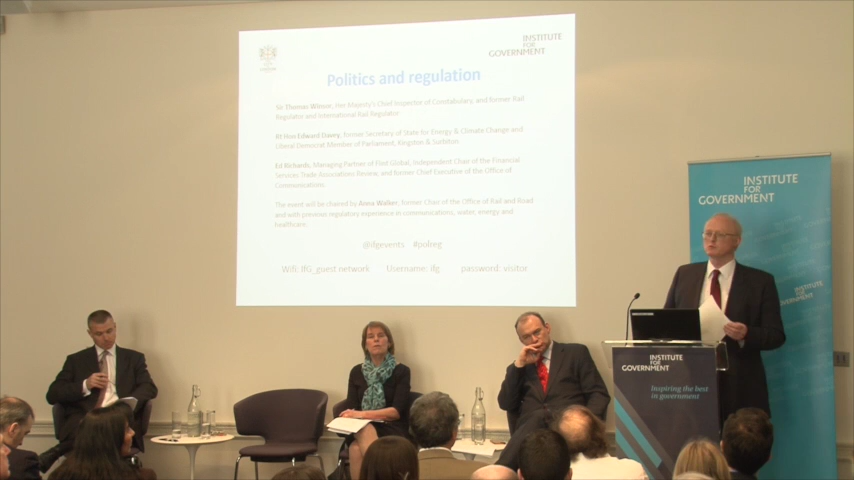 INSTITUTE
FOR
GOVERNMENT
Politics and regulation
Sir Thomas Winsor, Her Majesty's Chief Inspector of Constabulary, and former Rail
Regulator and International Rail Regulator
Rt Hon Edward Davey, former Secretary of State for Energy & Climate Change and
Liberal Democrat Member of Parliament, Kingston & Surbiton
Ed Richards, Managing Partner of Flint Global, Independent Chair of the Financial
Services Trade Associations Review, and former Chief Executive of the Office of
Communications
The event will be chaired by Anna Walker, former Chair of the Office of Rail and Road
and with previous regulatory experience in communications, water, energy and
healthcare.
@ifgevents #polreg
Wifi: IfG_guest network Username: ifg password: visitor
INSTITUTE
FOR
GOVERNMENT
INSTITUTE
FOR
GOVERNMENT
INSTITUTE
FOR
GOVERNMENT
Inspiring the best
in government